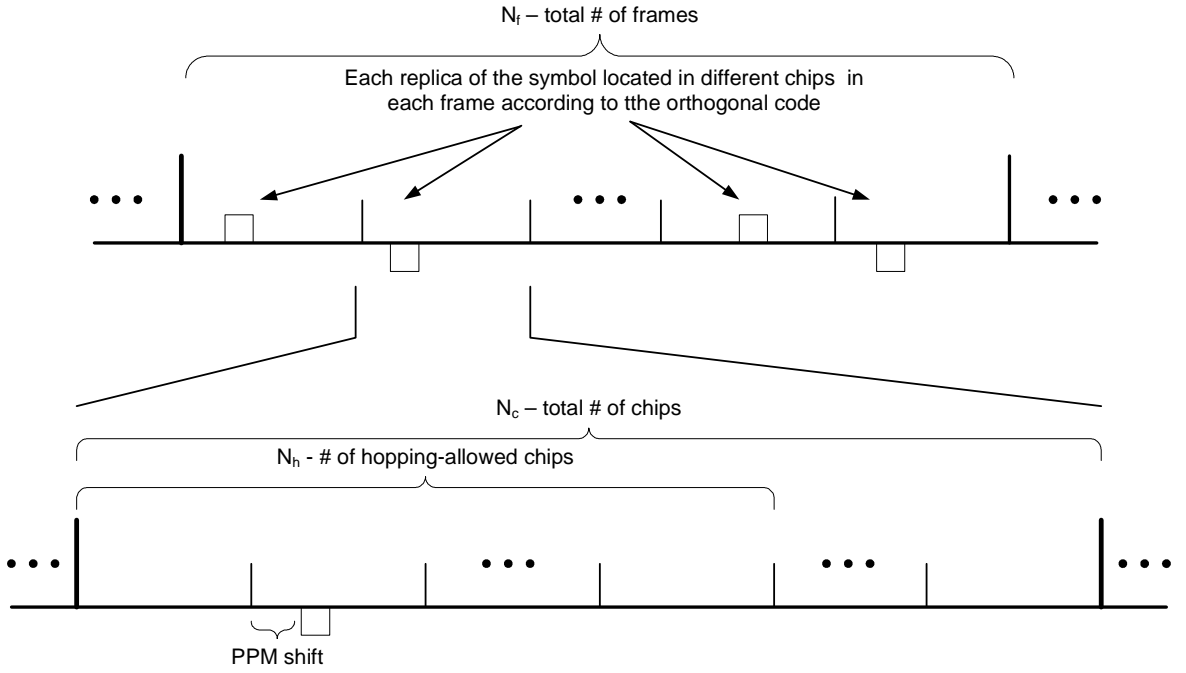 N_f – total # of frames
Each replica of the symbol located in different chips in
each frame according to tthe orthogonal code
N_c – total # of chips
N_h - # of hopping-allowed chips
PPM shift